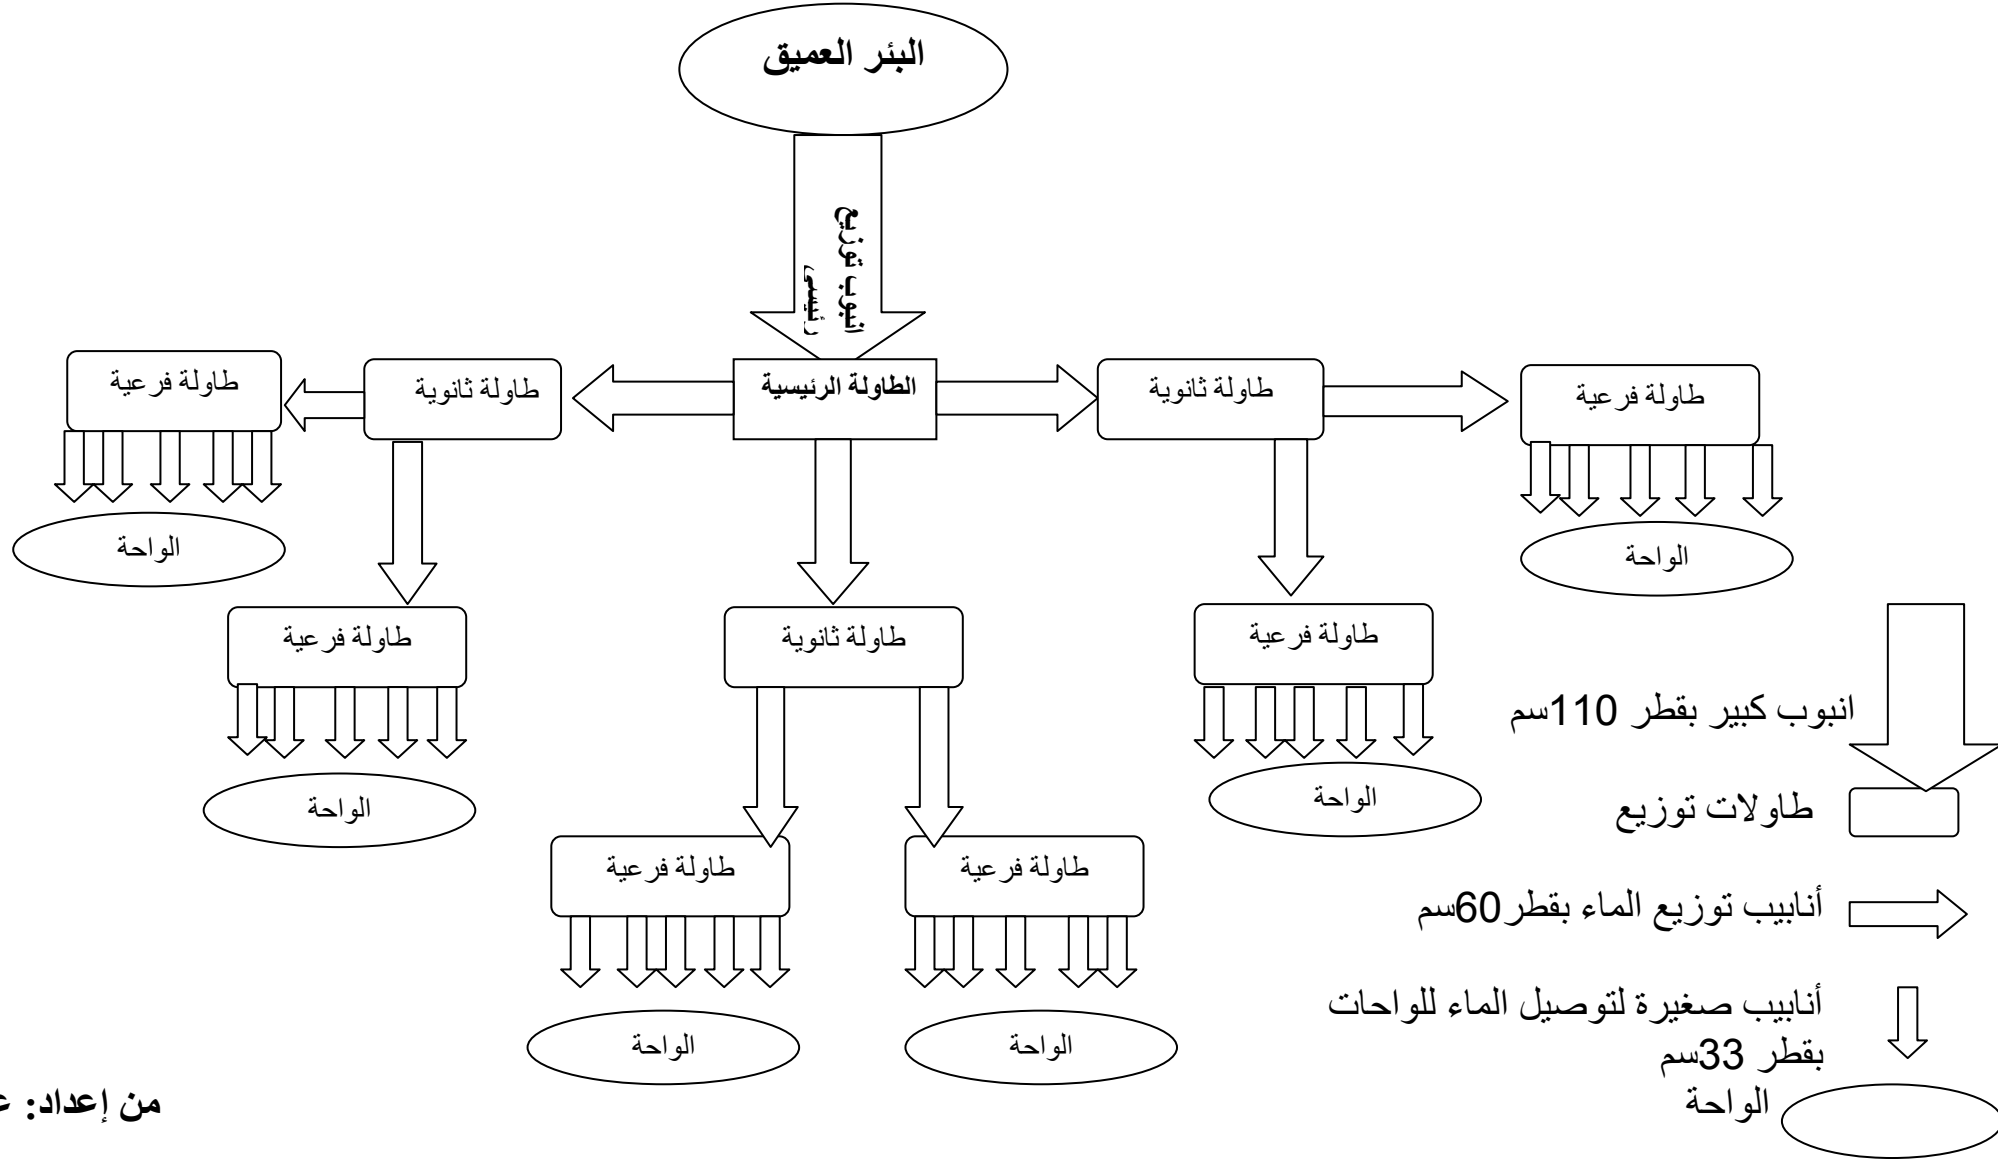 البئر العميق
انبوب توزيع
رئيسي
طاولة فرعية
طاولة ثانوية
الطاولة الرئيسية
طاولة ثانوية
طاولة فرعية
الواحة
الواحة
طاولة فرعية
طاولة ثانوية
طاولة فرعية
انبوب كبير بقطر 110سم
الواحة
الواحة
طاولات توزيع
طاولة فرعية
طاولة فرعية
أنابيب توزيع الماء بقطر60سم
أنابيب صغيرة لتوصيل الماء للواحات
بقطر 33سم
الواحة
الواحة
الواحة
من إعداد: